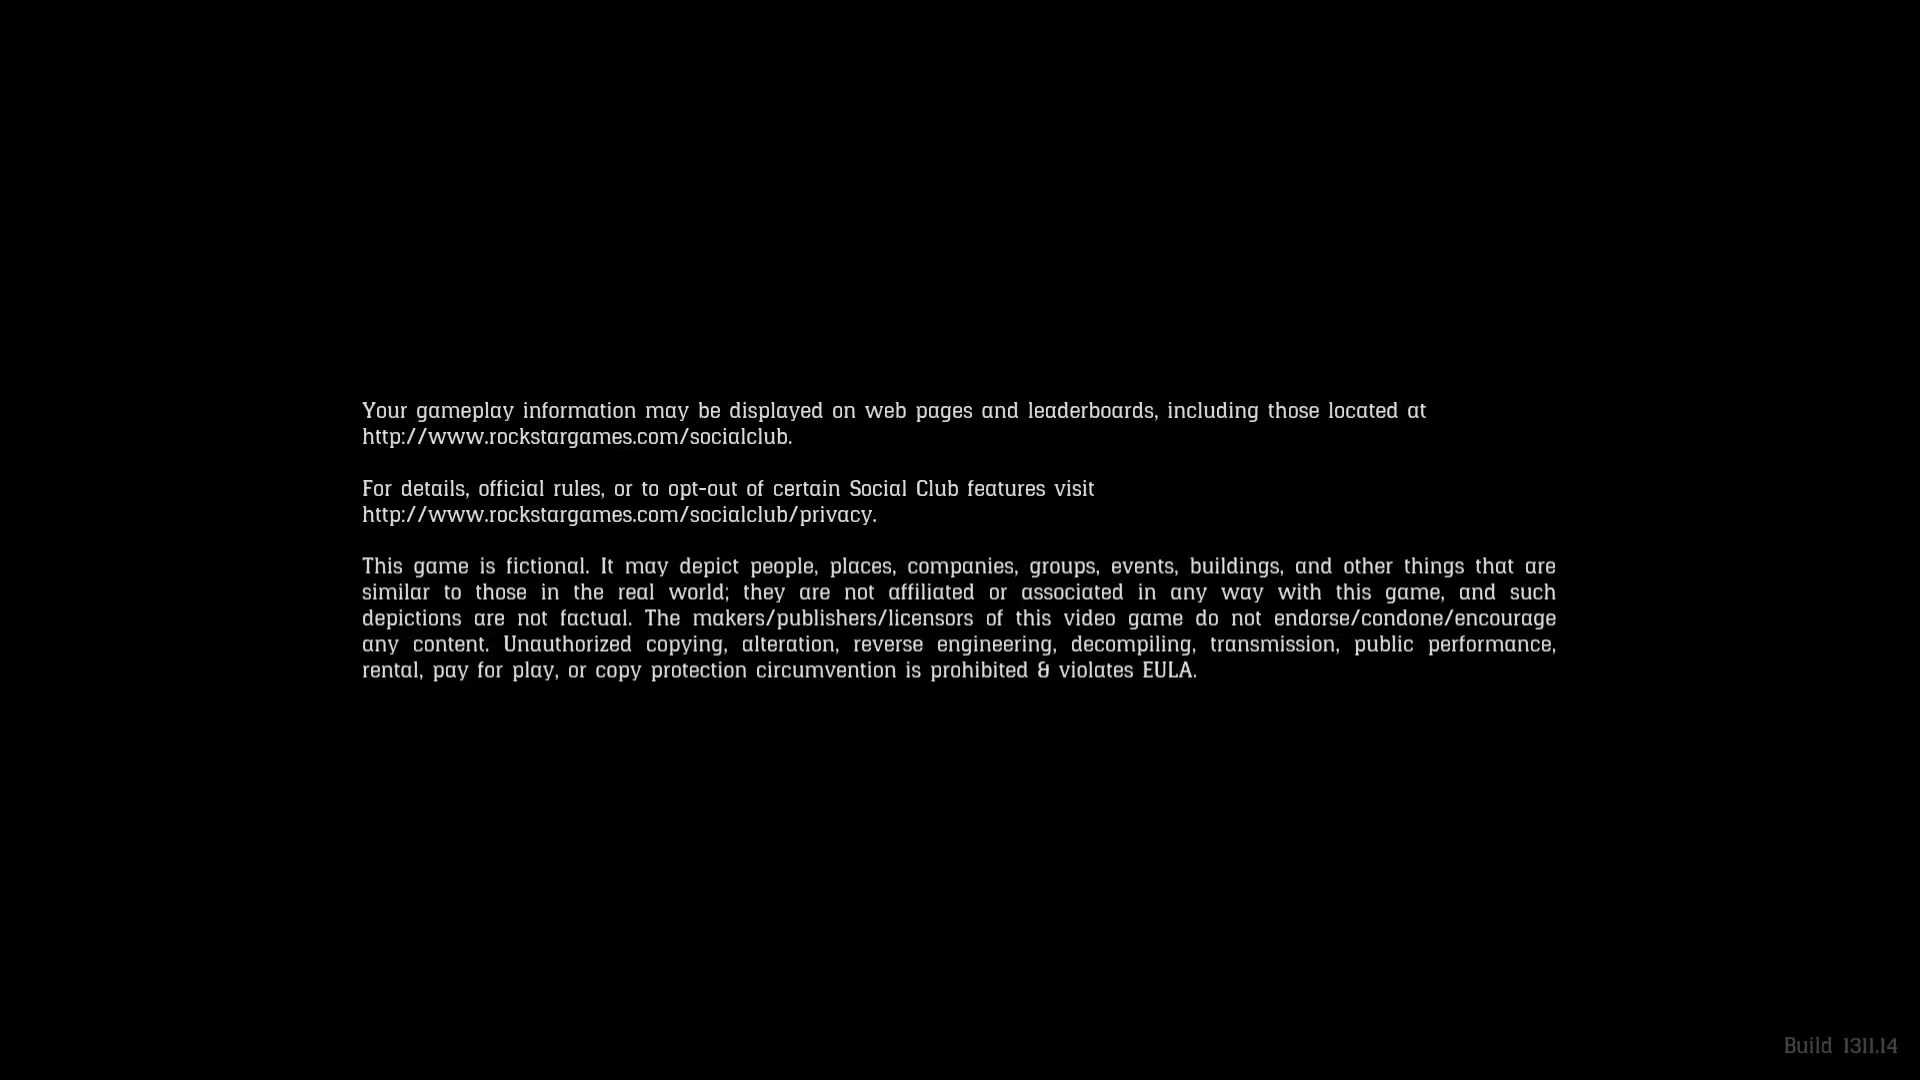 Your gameplay information may be displayed on web pages and leaderboards, including those located at
http://www.rockstargames.com/socialclub.
For details, official rules, or to opt-out of certain Social Club features visit
http://www.rockstargames.com/socialclub/privacy.
This game is fictional. It may depict people, places, companies, groups, events, buildings, and other things that are
similar to those in the real world; they are not affiliated or associated in any way with this game, and such
depictions are not factual. The makers/publishers/licensors of this video game do not endorse/condone/encourage
any content. Unauthorized copying, alteration, reverse engineering, decompiling, transmission, public performance,
rental, pay for play, or copy protection circumvention is prohibited & violates EULA.
Build 1311.14